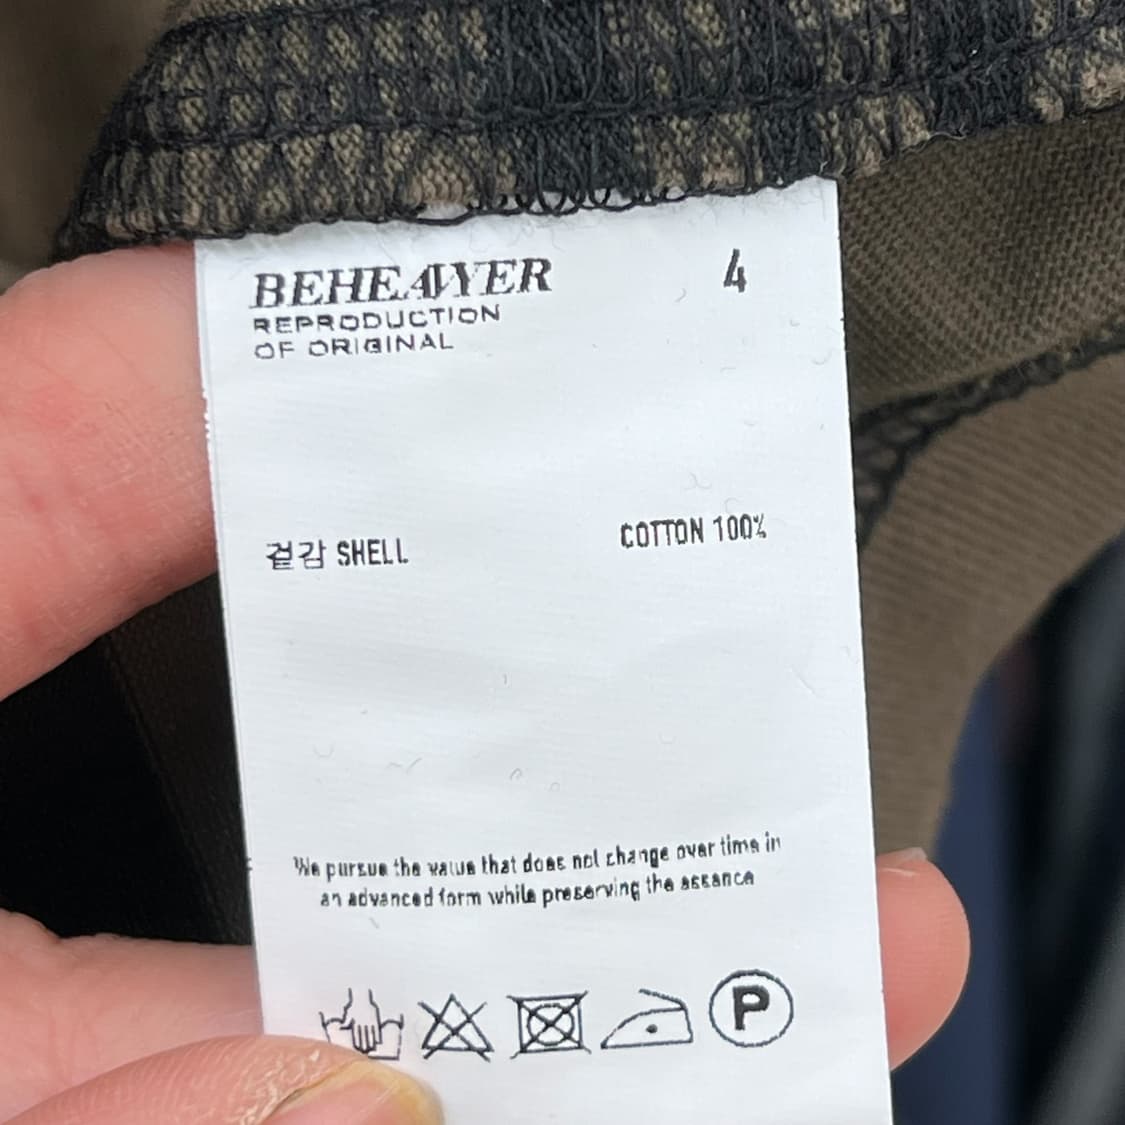 BEHEAVYER 4
REPRODUCTION
OF ORIGINAL
겉감 SHELL COTTON 100%
We pursue the value that does not change over time in
an advanced form while preserving the essence
P